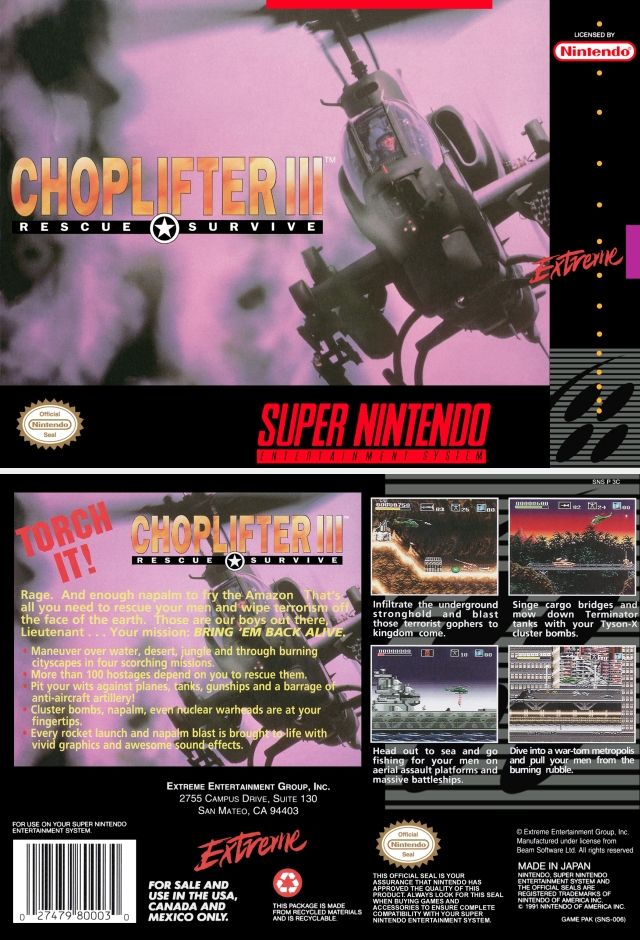 LICENSED BY
Nintendo
CHOPLIFTER III™
RESCUE SURVIVE
Extreme
Official
Nintendo
Seal
SUPER NINTENDO
ENTERTAINMENT SYSTEM
SNS P 3C
TORCH
IT!
CHOPLIFTER III™
RESCUE SURVIVE
Rage. And enough napalm to fry the Amazon That's
all you need to rescue your men and wipe terrorism off
the face of the earth. Those are our boys out there,
Lieutenant . . . Your mission: BRING 'EM BACK ALIVE.
• Maneuver over water, desert, jungle and through burning
cityscapes in four scorching missions.
• More than 100 hostages depend on you to rescue them.
• Pit your wits against planes, tanks, gunships and a barrage of
anti-aircraft artillery!
• Cluster bombs, napalm, even nuclear warheads are at your
fingertips.
• Every rocket launch and napalm blast is brought to life with
vivid graphics and awesome sound effects.
Infiltrate the underground
stronghold and blast
those terrorist gophers to
kingdom come.
Singe cargo bridges and
mow down Terminator
tanks with your Tyson-X
cluster bombs.
Head out to sea and go
fishing for your men on
aerial assault platforms and
massive battleships.
Dive into a war-torn metropolis
and pull your men from the
burning rubble.
EXTREME ENTERTAINMENT GROUP, INC.
2755 CAMPUS DRIVE, SUITE 130
SAN MATEO, CA 94403
FOR USE ON YOUR SUPER NINTENDO
ENTERTAINMENT SYSTEM.
0 27479 80003 0
Extreme
FOR SALE AND
USE IN THE USA,
CANADA AND
MEXICO ONLY.
THIS PACKAGE IS MADE
FROM RECYCLED MATERIALS
AND IS RECYCLABLE.
Official
Nintendo
Seal
THIS OFFICIAL SEAL IS YOUR
ASSURANCE THAT NINTENDO HAS
APPROVED THE QUALITY OF THIS
PRODUCT. ALWAYS LOOK FOR THIS SEAL
WHEN BUYING GAMES AND
ACCESSORIES TO ENSURE COMPLETE
COMPATIBILITY WITH YOUR SUPER
NINTENDO ENTERTAINMENT SYSTEM.
© Extreme Entertainment Group, Inc.
Manufactured under license from
Beam Software Ltd. All rights reserved
MADE IN JAPAN
NINTENDO, SUPER NINTENDO
ENTERTAINMENT SYSTEM AND
THE OFFICIAL SEALS ARE
REGISTERED TRADEMARKS OF
NINTENDO OF AMERICA INC.
© 1991 NINTENDO OF AMERICA INC.
GAME PAK (SNS-006)